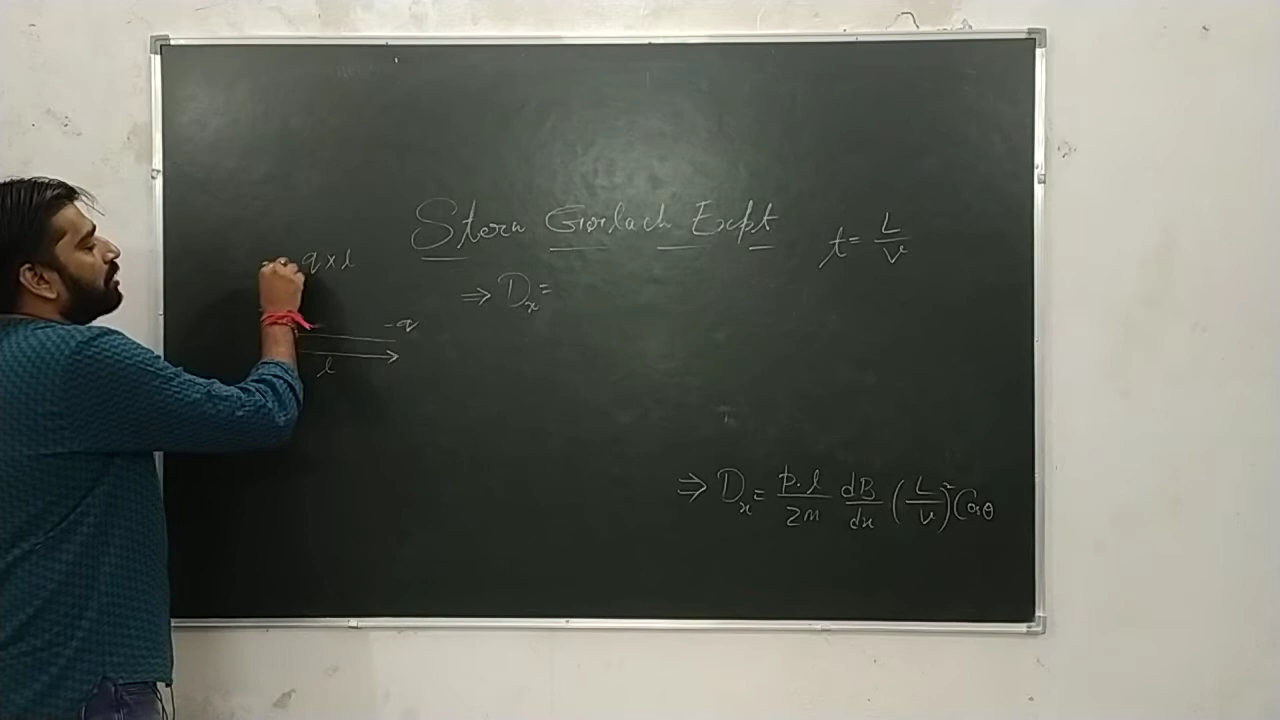 Stern Gerlach Expt
t = L/v
q × l
⇒ Dx =
-q
l
⇒ Dx = p.l/2m dB/dx (L/v)² Cosθ